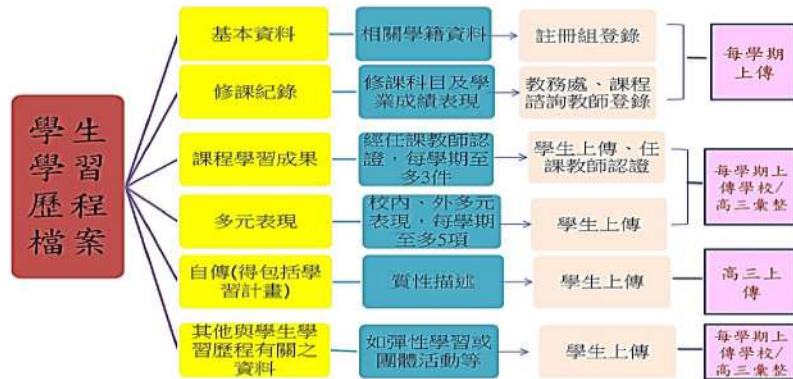 學生
學習
歷程
檔案
基本資料
相關學籍資料
註冊組登錄
修課紀錄
修課科目及學
業成績表現
教務處、課程
諮詢教師登錄
每學期
上傳
課程學習成果
經任課教師認
證，每學期至
多3件
學生上傳、任
課教師認證
多元表現
校內、外多元
表現，每學期
至多5項
學生上傳
每學期上
傳學校/
高三彙整
自傳(得包括學
習計畫)
質性描述
學生上傳
高三上
傳
其他與學生學
習歷程有關之
資料
如彈性學習或
團體活動等
學生上傳
每學期上
傳學校/
高三彙整